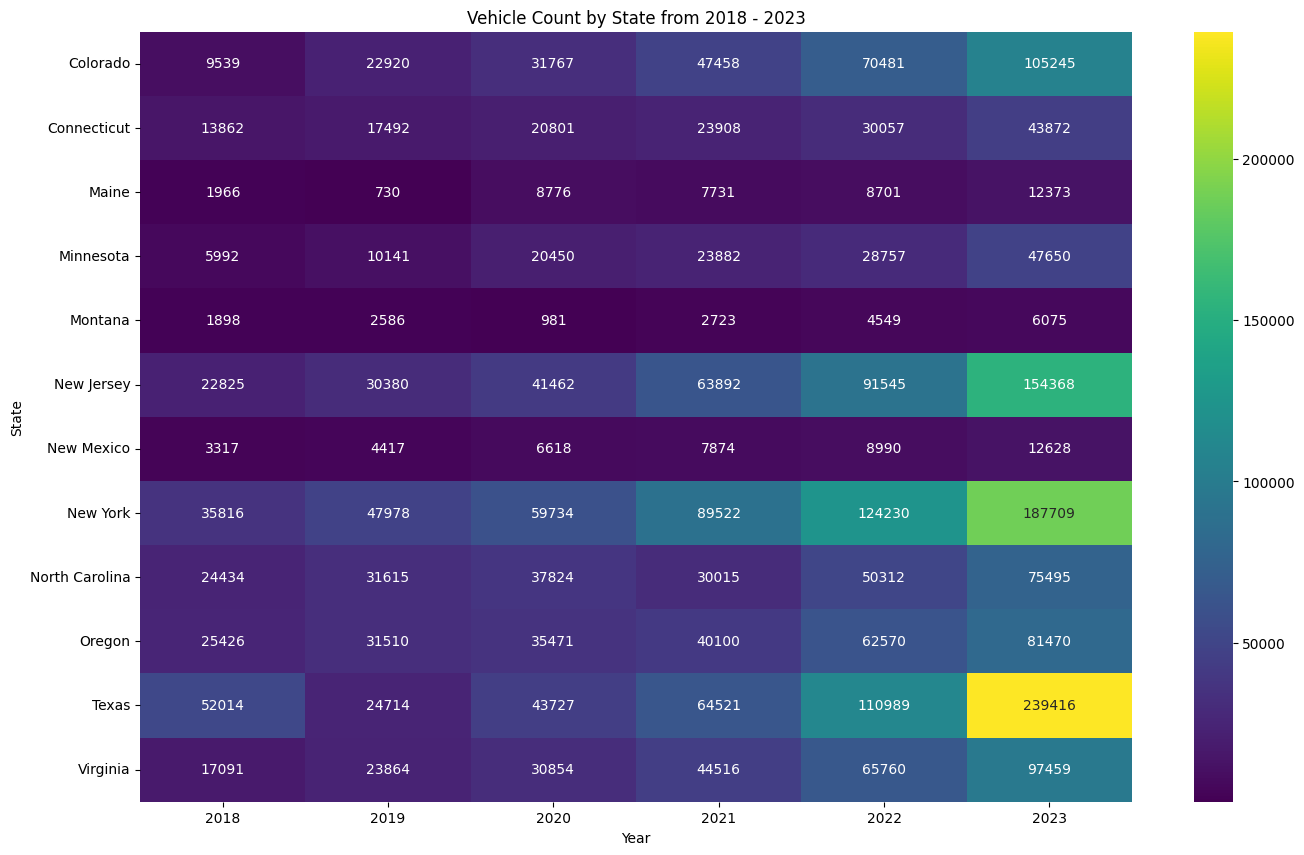 Vehicle Count by State from 2018 - 2023
Colorado 9539 22920 31767 47458 70481 105245
Connecticut 13862 17492 20801 23908 30057 43872
Maine 1966 730 8776 7731 8701 12373
Minnesota 5992 10141 20450 23882 28757 47650
Montana 1898 2586 981 2723 4549 6075
New Jersey 22825 30380 41462 63892 91545 154368
New Mexico 3317 4417 6618 7874 8990 12628
New York 35816 47978 59734 89522 124230 187709
North Carolina 24434 31615 37824 30015 50312 75495
Oregon 25426 31510 35471 40100 62570 81470
Texas 52014 24714 43727 64521 110989 239416
Virginia 17091 23864 30854 44516 65760 97459
2018 2019 2020 2021 2022 2023
Year
State
200000
150000
100000
50000